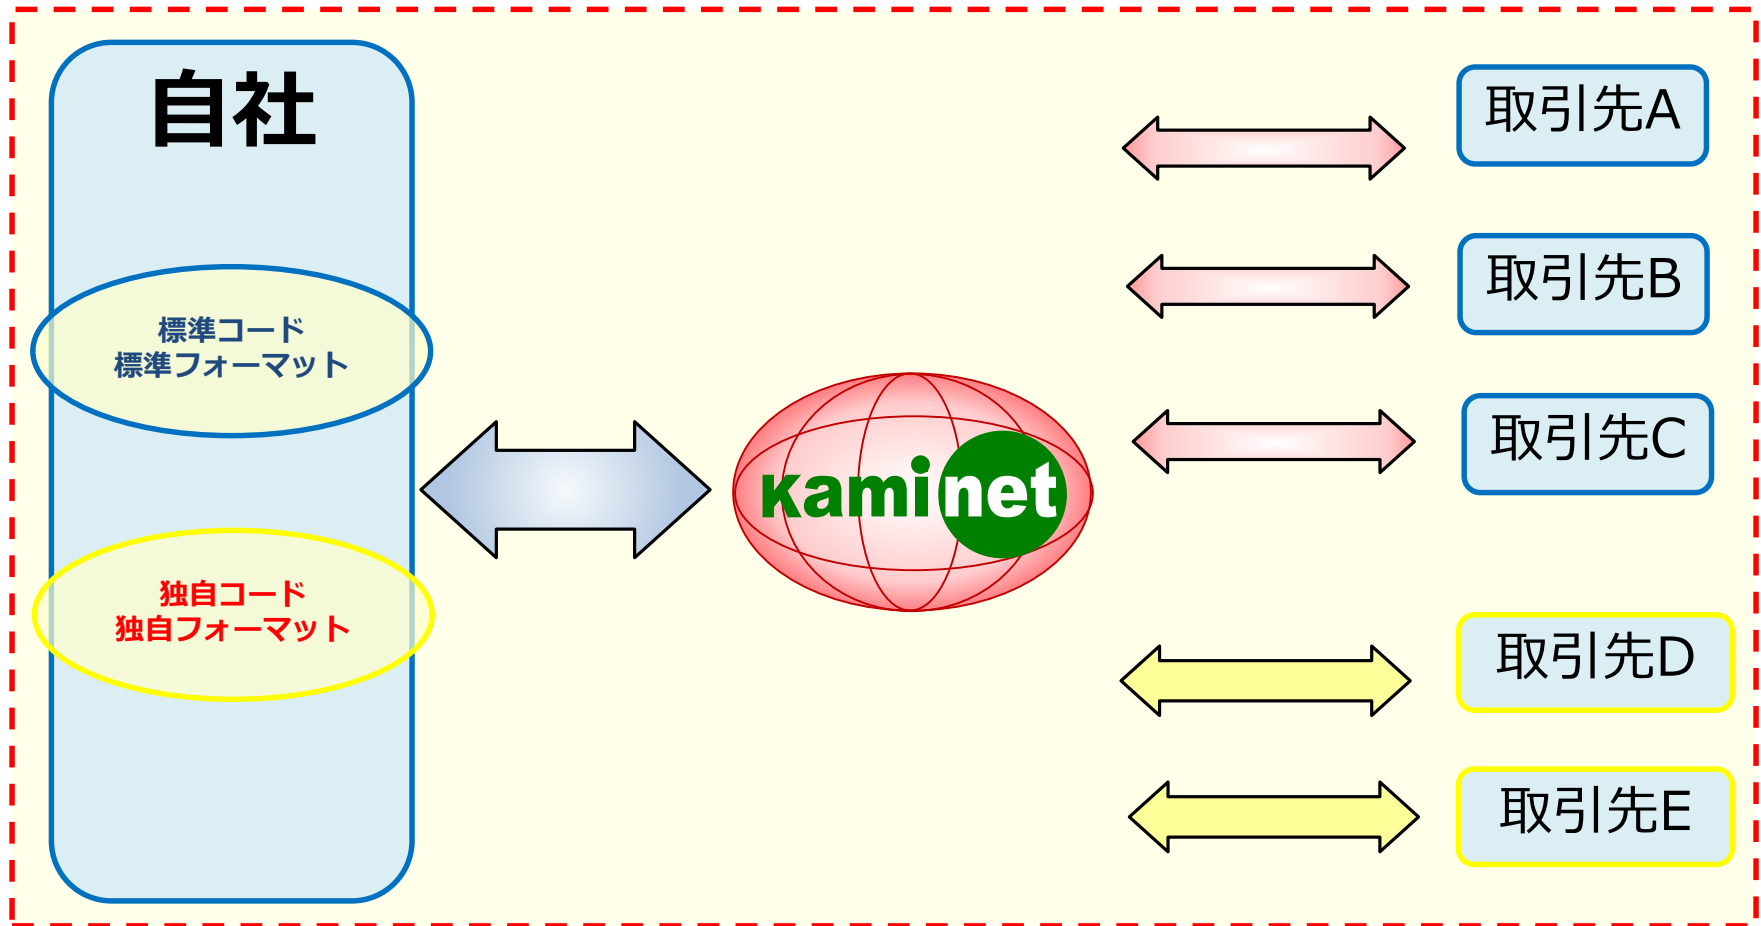 自社
標準コード
標準フォーマット
独自コード
独自フォーマット
kaminet
取引先A
取引先B
取引先C
取引先D
取引先E